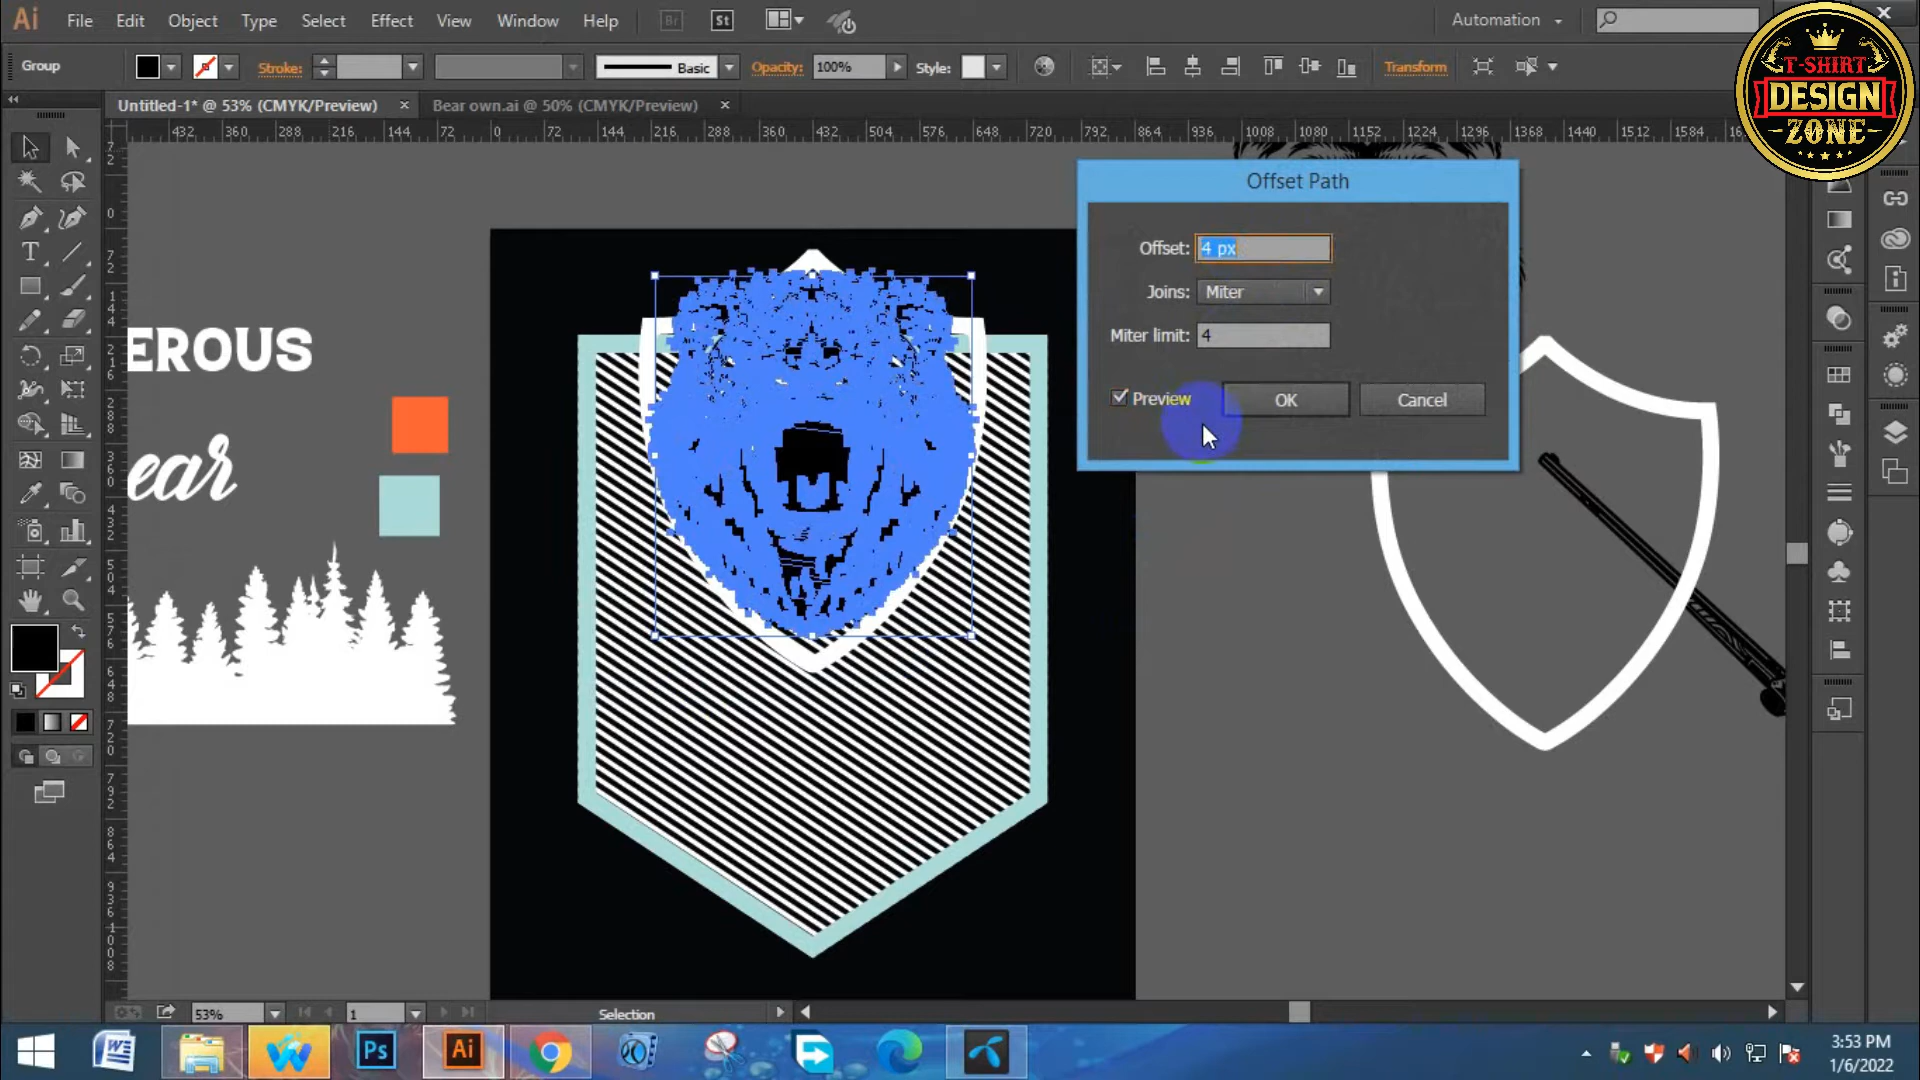 Ai File Edit Object Type Select Effect View Window Help Br St Automation
Group Stroke: Basic Opacity: 100% Style: Transform
T-SHIRT
DESIGN
ZONE
Untitled-1* @ 53% (CMYK/Preview) × Bear own.ai @ 50% (CMYK/Preview) ×
432 360 288 216 144 72 0 72 144 216 288 360 432 504 576 648 720 792 864 936 1008 1080 1152 1224 1296 1368 1440 1512 1584
Offset Path
Offset: 4 px
Joins: Miter
Miter limit: 4
Preview OK Cancel
EROUS
ear
53% 1 Selection
Ps Ai
3:53 PM
1/6/2022